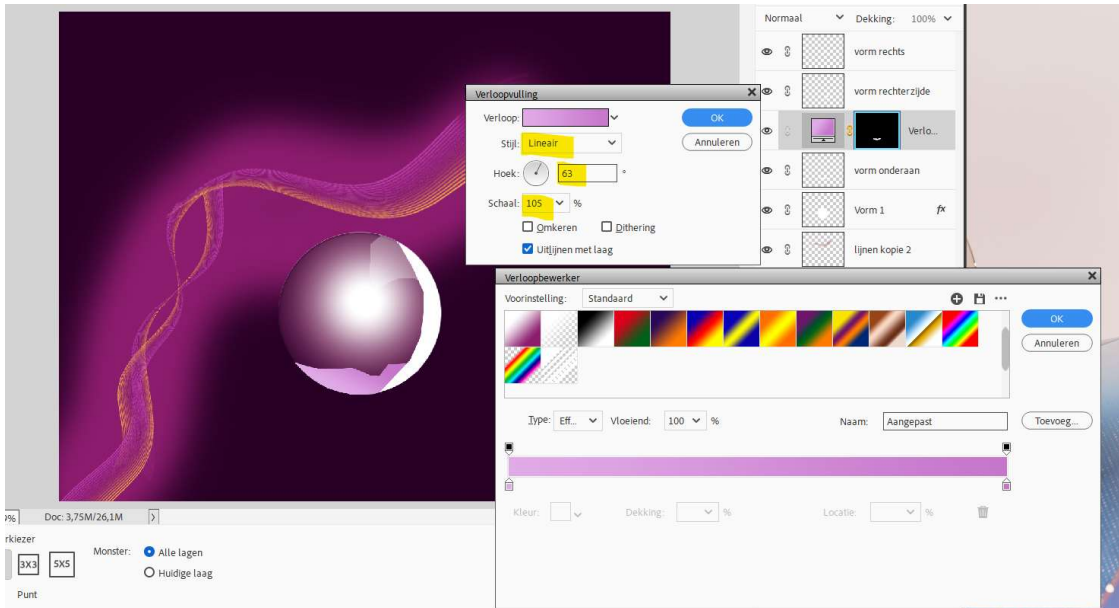 Normaal Dekking: 100%
vorm rechts
vorm rechterzijde
Verlo...
vorm onderaan
Vorm 1 fx
lijnen kopie 2
Verloopvulling
Verloop: OK
Stijl: Lineair Annuleren
Hoek: 63 °
Schaal: 105 %
Omkeren Dithering
Uitlijnen met laag
Verloopbewerker
Voorinstelling: Standaard
OK
Annuleren
Type: Eff... Vloeiend: 100 % Naam: Aangepast Toevoeg...
Kleur: Dekking: % Locatie: %
% Doc: 3,75M/26,1M
rkiezer
Monster: Alle lagen
3X3 5X5
Huidige laag
Punt